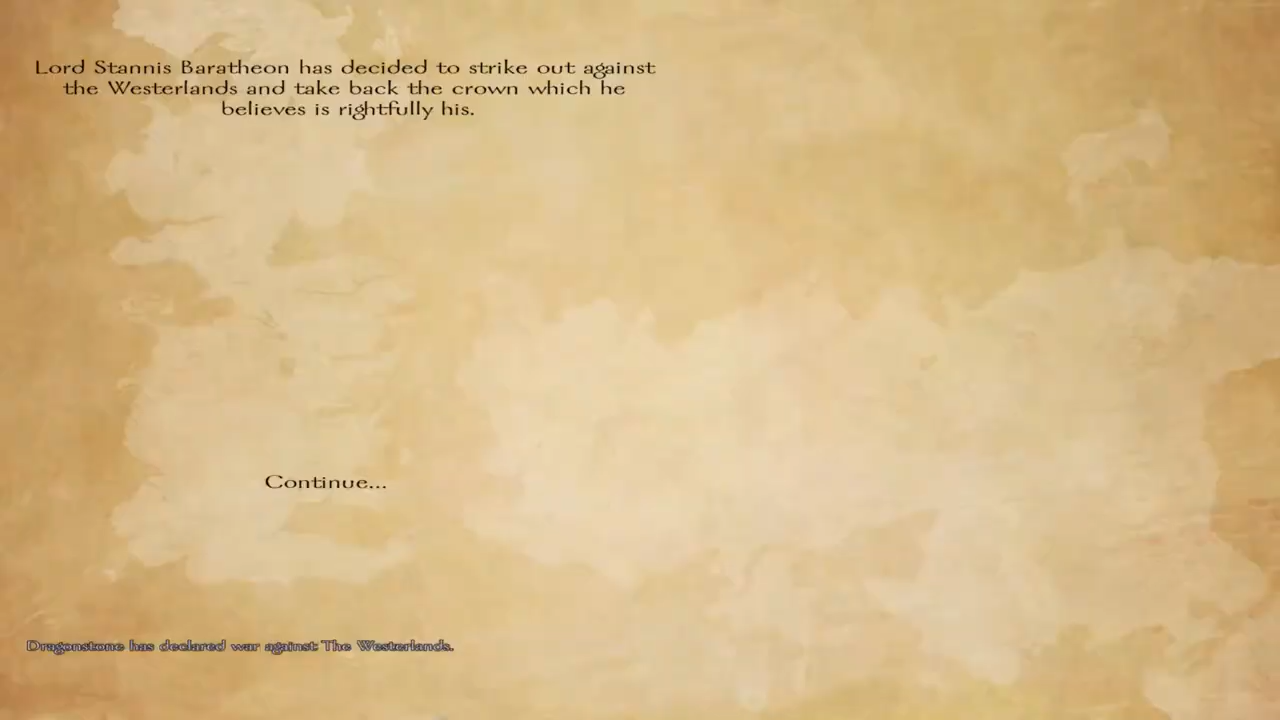 Lord Stannis Baratheon has decided to strike out against
the Westerlands and take back the crown which he
believes is rightfully his.
Continue...
Dragonstone has declared war against The Westerlands.